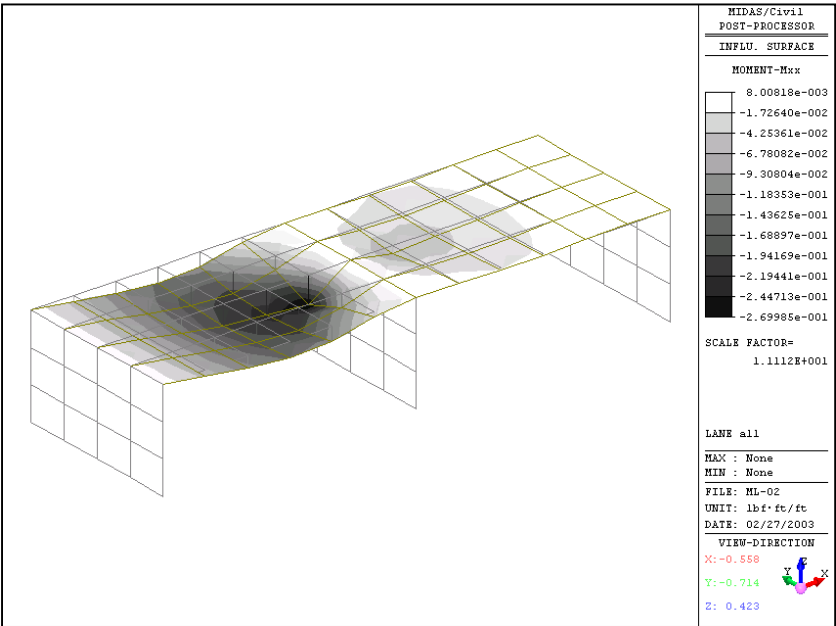 MIDAS/Civil
POST-PROCESSOR
INFLU. SURFACE
MOMENT-Mxx
8.00818e-003
-1.72640e-002
-4.25361e-002
-6.78082e-002
-9.30804e-002
-1.18353e-001
-1.43625e-001
-1.68897e-001
-1.94169e-001
-2.19441e-001
-2.44713e-001
-2.69985e-001
SCALE FACTOR=
1.1112E+001
LANE all
MAX : None
MIN : None
FILE: ML-02
UNIT: lbf·ft/ft
DATE: 02/27/2003
VIEW-DIRECTION
X:-0.558
Y:-0.714
Z: 0.423
Z
Y
X